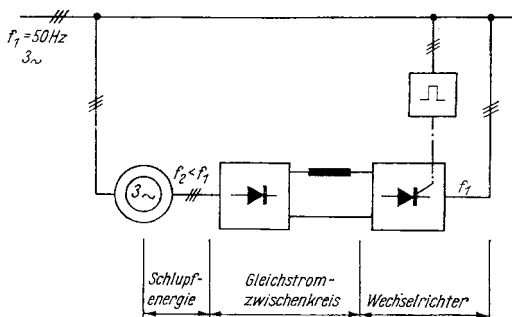 f₁=50Hz
3~
f₂<f₁
3~
f₁
Schlupf-
energie
Gleichstrom-
zwischenkreis
Wechselrichter